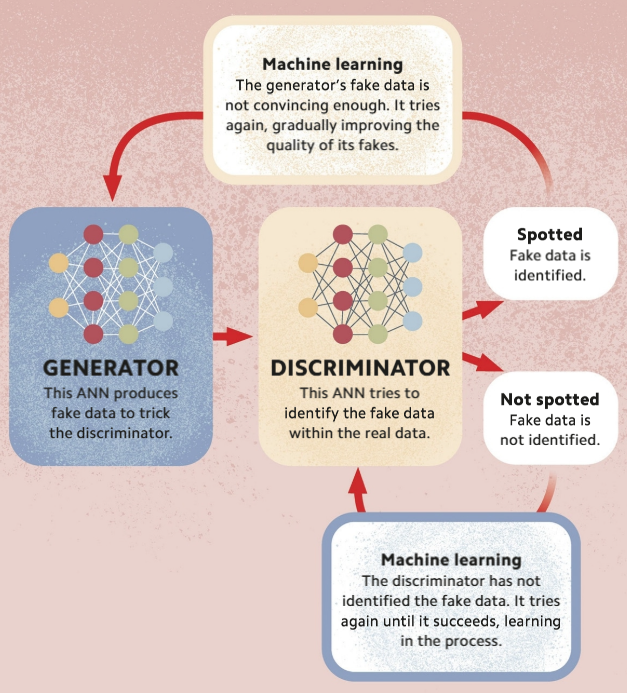 Machine learning
The generator's fake data is
not convincing enough. It tries
again, gradually improving the
quality of its fakes.
GENERATOR
This ANN produces
fake data to trick
the discriminator.
DISCRIMINATOR
This ANN tries to
identify the fake data
within the real data.
Spotted
Fake data is
identified.
Not spotted
Fake data is
not identified.
Machine learning
The discriminator has not
identified the fake data. It tries
again until it succeeds, learning
in the process.